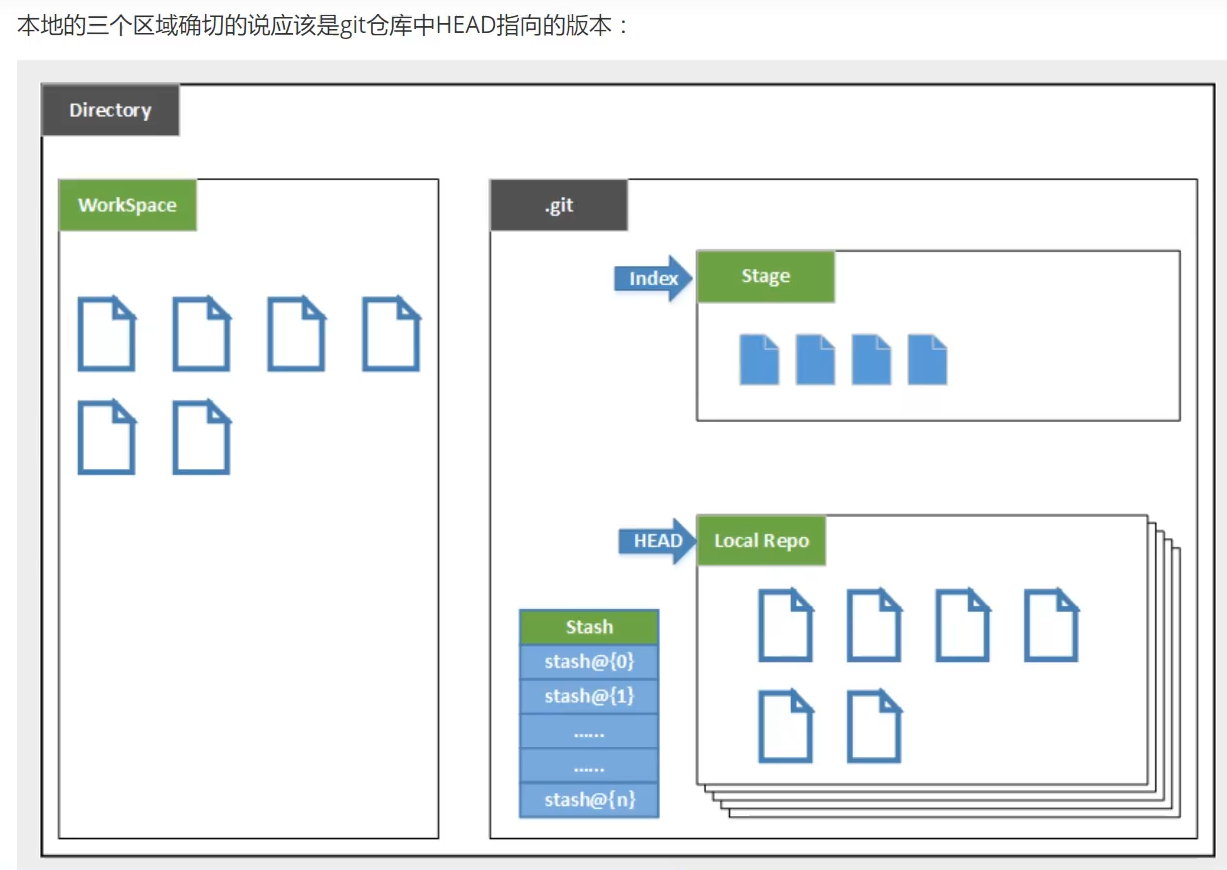 本地的三个区域确切的说应该是git仓库中HEAD指向的版本：
Directory
WorkSpace
.git
Index
Stage
HEAD
Local Repo
Stash
stash@{0}
stash@{1}
......
......
stash@{n}